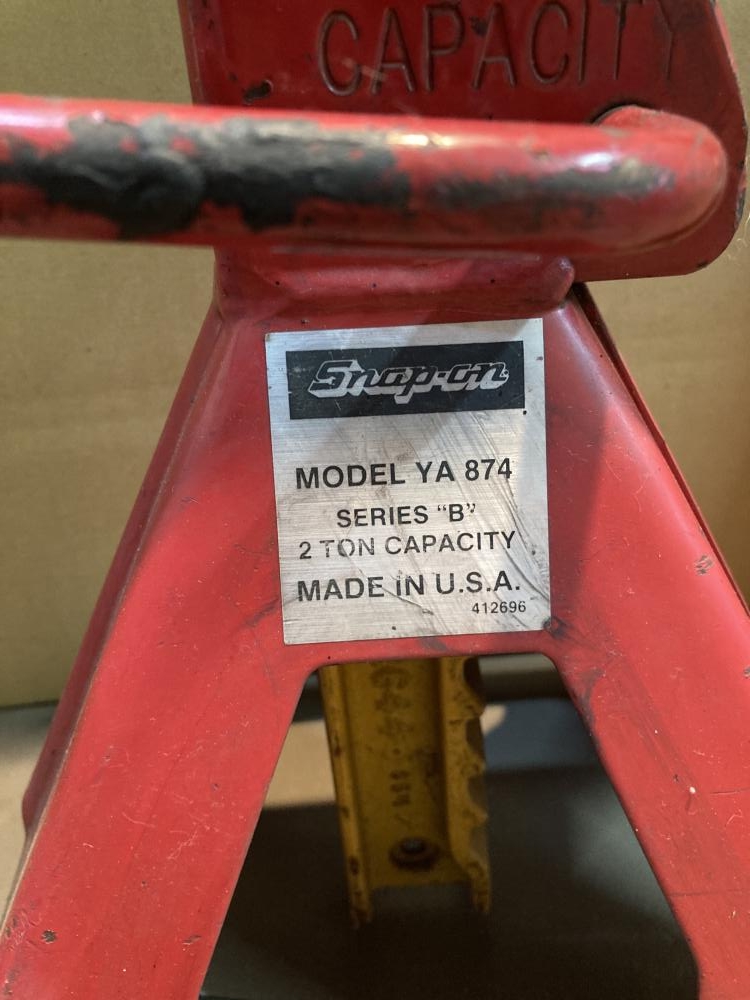 CAPACITY
Snap-on
MODEL YA 874
SERIES "B"
2 TON CAPACITY
MADE IN U.S.A.
412696